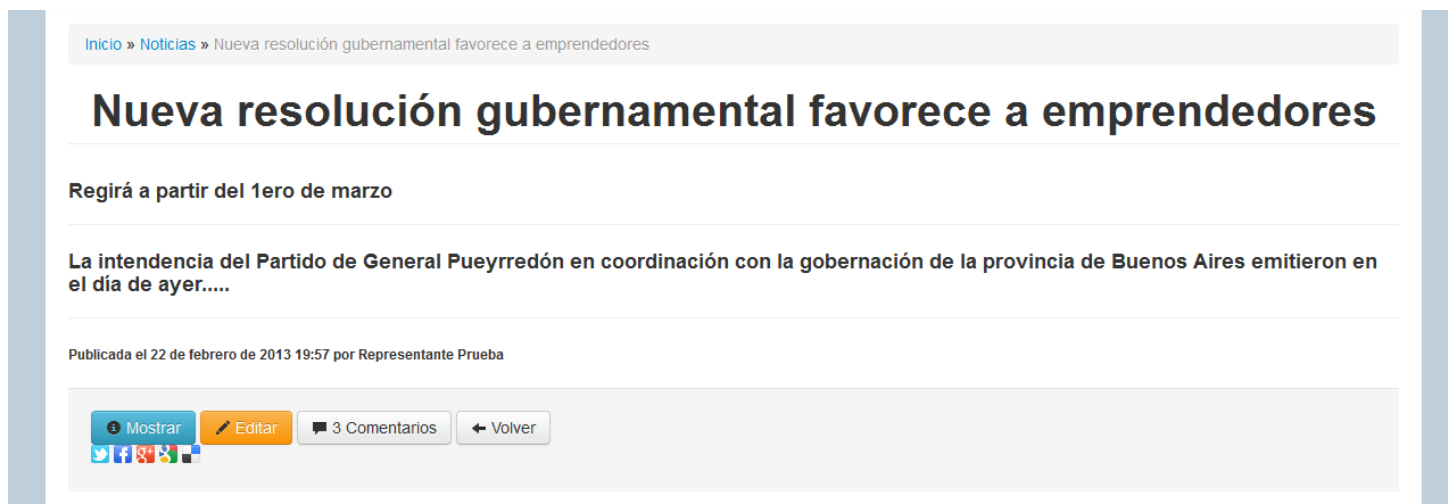 Inicio » Noticias » Nueva resolución gubernamental favorece a emprendedores
Nueva resolución gubernamental favorece a emprendedores
Regirá a partir del 1ero de marzo
La intendencia del Partido de General Pueyrredón en coordinación con la gobernación de la provincia de Buenos Aires emitieron en
el día de ayer.....
Publicada el 22 de febrero de 2013 19:57 por Representante Prueba
Mostrar Editar 3 Comentarios Volver